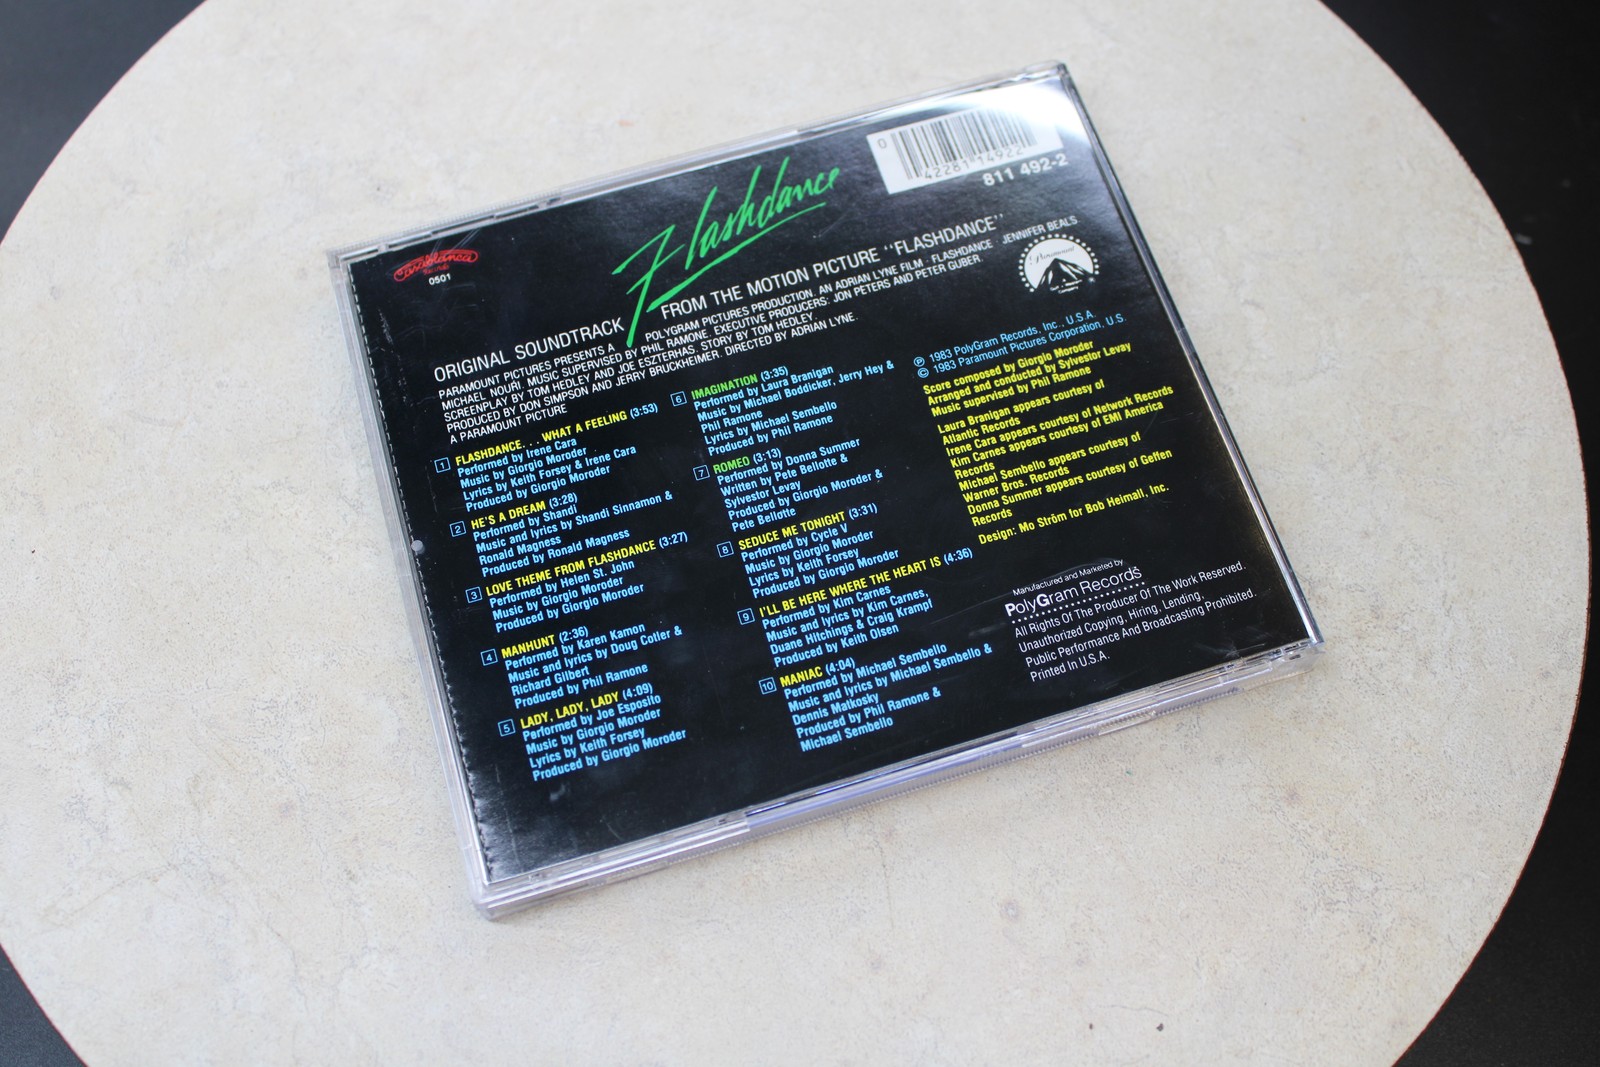 Casablanca
Records
0501
Flashdance
0
42281 14922
811 492-2
ORIGINAL SOUNDTRACK FROM THE MOTION PICTURE "FLASHDANCE"
PARAMOUNT PICTURES PRESENTS A POLYGRAM PICTURES PRODUCTION. AN ADRIAN LYNE FILM · FLASHDANCE · JENNIFER BEALS
MICHAEL NOURI. MUSIC SUPERVISED BY PHIL RAMONE. EXECUTIVE PRODUCERS: JON PETERS AND PETER GUBER.
SCREENPLAY BY TOM HEDLEY AND JOE ESZTERHAS. STORY BY TOM HEDLEY.
PRODUCED BY DON SIMPSON AND JERRY BRUCKHEIMER. DIRECTED BY ADRIAN LYNE.
A PARAMOUNT PICTURE
Paramount
1 FLASHDANCE. . . WHAT A FEELING (3:53)
Performed by Irene Cara
Music by Giorgio Moroder
Lyrics by Keith Forsey & Irene Cara
Produced by Giorgio Moroder
2 HE'S A DREAM (3:28)
Performed by Shandi
Music and lyrics by Shandi Sinnamon &
Ronald Magness
Produced by Ronald Magness
3 LOVE THEME FROM FLASHDANCE (3:27)
Performed by Helen St. John
Music by Giorgio Moroder
Produced by Giorgio Moroder
4 MANHUNT (2:36)
Performed by Karen Kamon
Music and lyrics by Doug Cotler &
Richard Gilbert
Produced by Phil Ramone
5 LADY, LADY, LADY (4:09)
Performed by Joe Esposito
Music by Giorgio Moroder
Lyrics by Keith Forsey
Produced by Giorgio Moroder
6 IMAGINATION (3:35)
Performed by Laura Branigan
Music by Michael Boddicker, Jerry Hey &
Phil Ramone
Lyrics by Michael Sembello
Produced by Phil Ramone
7 ROMEO (3:13)
Performed by Donna Summer
Written by Pete Bellotte &
Sylvester Levay
Produced by Giorgio Moroder &
Pete Bellotte
8 SEDUCE ME TONIGHT (3:31)
Performed by Cycle V
Music by Giorgio Moroder
Lyrics by Keith Forsey
Produced by Giorgio Moroder
9 I'LL BE HERE WHERE THE HEART IS (4:36)
Performed by Kim Carnes
Music and lyrics by Kim Carnes,
Duane Hitchings & Craig Krampf
Produced by Keith Olsen
10 MANIAC (4:04)
Performed by Michael Sembello
Music and lyrics by Michael Sembello &
Dennis Matkosky
Produced by Phil Ramone &
Michael Sembello
℗ 1983 PolyGram Records, Inc., U.S.A.
© 1983 Paramount Pictures Corporation, U.S.
Score composed by Giorgio Moroder
Arranged and conducted by Sylvestor Levay
Music supervised by Phil Ramone
Laura Branigan appears courtesy of
Atlantic Records
Irene Cara appears courtesy of Network Records
Kim Carnes appears courtesy of EMI America
Records
Michael Sembello appears courtesy of
Warner Bros. Records
Donna Summer appears courtesy of Geffen
Records
Design: Mo Ström for Bob Heimall, Inc.
Manufactured and Marketed by
PolyGram Records
All Rights Of The Producer Of The Work Reserved.
Unauthorized Copying, Hiring, Lending,
Public Performance And Broadcasting Prohibited.
Printed In U.S.A.